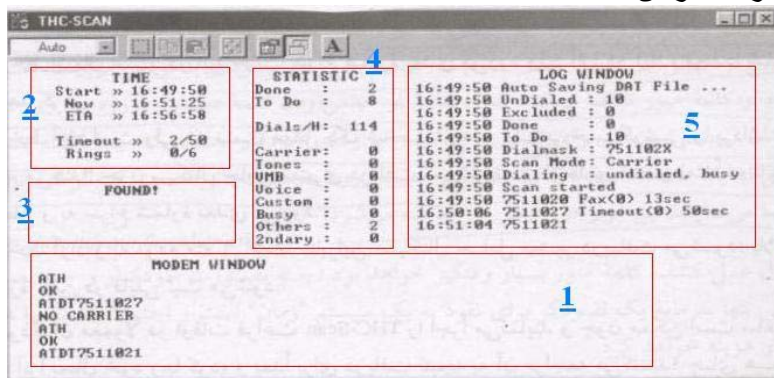 THC-SCAN
Auto
A
TIME
Start » 16:49:50
Now » 16:51:25
ETA » 16:56:58
Timeout » 2/50
Rings » 0/6
2
FOUND!
3
STATISTIC
4
Done : 2
To Do : 8
Dials/H: 114
Carrier: 0
Tones : 0
VMB : 0
Voice : 0
Custom : 0
Busy : 0
Others : 2
2ndary : 0
LOG WINDOW
16:49:50 Auto Saving DAT File ...
16:49:50 UnDialed : 10
16:49:50 Excluded : 0
16:49:50 Done : 0
16:49:50 To Do : 10
16:49:50 Dialmask : 751102X
16:49:50 Scan Mode: Carrier
16:49:50 Dialing : undialed, busy
16:49:50 Scan started
16:49:50 7511020 Fax(0) 13sec
16:50:06 7511027 Timeout(0) 50sec
16:51:04 7511021
5
MODEM WINDOW
ATH
OK
ATDT7511027
NO CARRIER
ATH
OK
ATDT7511021
1